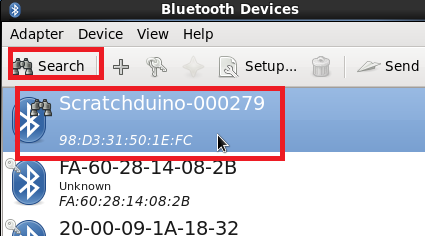 Bluetooth Devices
Adapter Device View Help
Search Setup... Send
Scratchduino-000279
98:D3:31:50:1E:FC
FA-60-28-14-08-2B
Unknown
FA:60:28:14:08:2B
20-00-09-1A-18-32